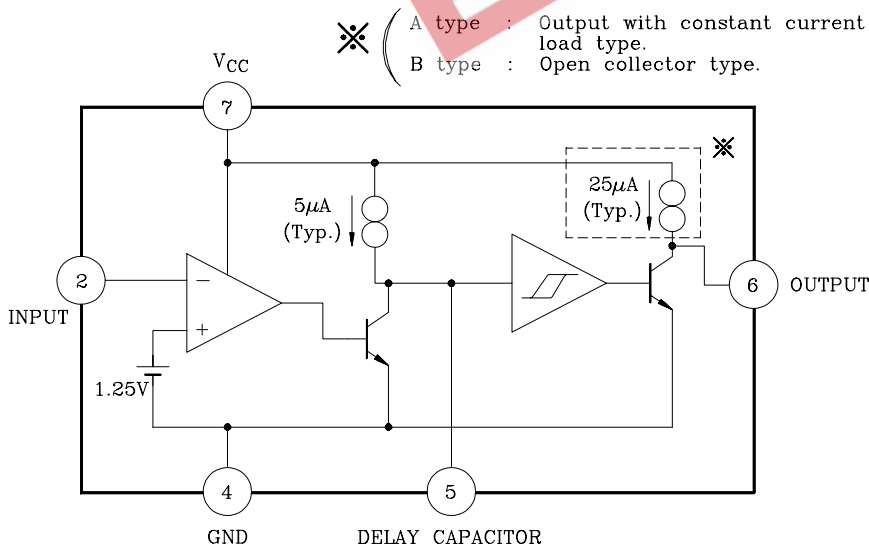 ※ ( A type : Output with constant current
load type.
B type : Open collector type.
VCC
7
※
5μA
(Typ.)
25μA
(Typ.)
2
INPUT
−
+
1.25V
6
OUTPUT
4
5
GND
DELAY CAPACITOR